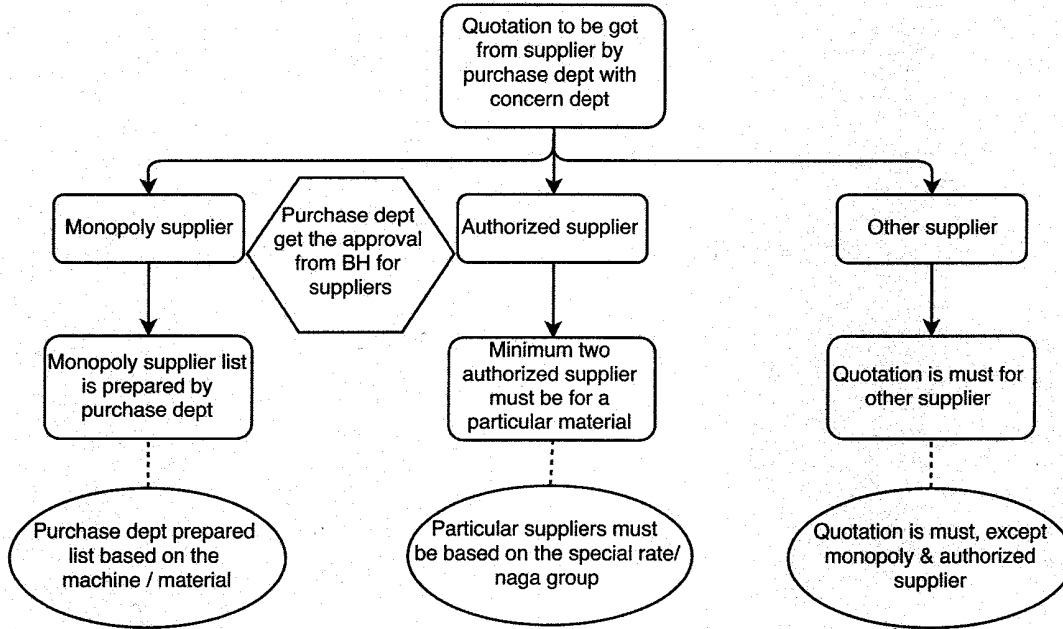 Quotation to be got
from supplier by
purchase dept with
concern dept
Monopoly supplier
Purchase dept
get the approval
from BH for
suppliers
Authorized supplier
Other supplier
Monopoly supplier list
is prepared by
purchase dept
Minimum two
authorized supplier
must be for a
particular material
Quotation is must for
other supplier
Purchase dept prepared
list based on the
machine / material
Particular suppliers must
be based on the special rate/
naga group
Quotation is must, except
monopoly & authorized
supplier